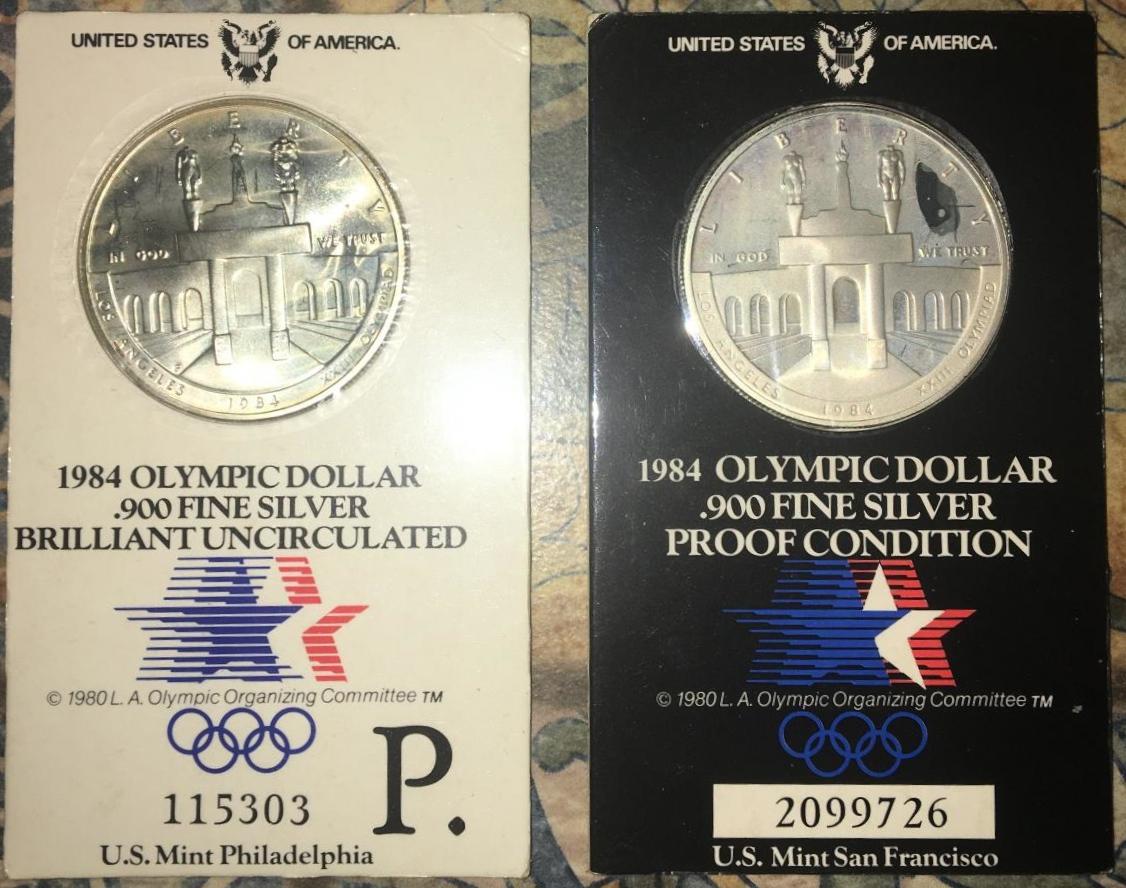 UNITED STATES OF AMERICA.
LIBERTY
IN GOD WE TRUST
LOS ANGELES XXIII OLYMPIAD
1984
1984 OLYMPIC DOLLAR
.900 FINE SILVER
BRILLIANT UNCIRCULATED
© 1980 L. A. Olympic Organizing Committee TM
115303 P.
U.S. Mint Philadelphia
UNITED STATES OF AMERICA.
LIBERTY
IN GOD WE TRUST
LOS ANGELES XXIII OLYMPIAD
1984
1984 OLYMPIC DOLLAR
.900 FINE SILVER
PROOF CONDITION
© 1980 L. A. Olympic Organizing Committee TM
2099726
U.S. Mint San Francisco